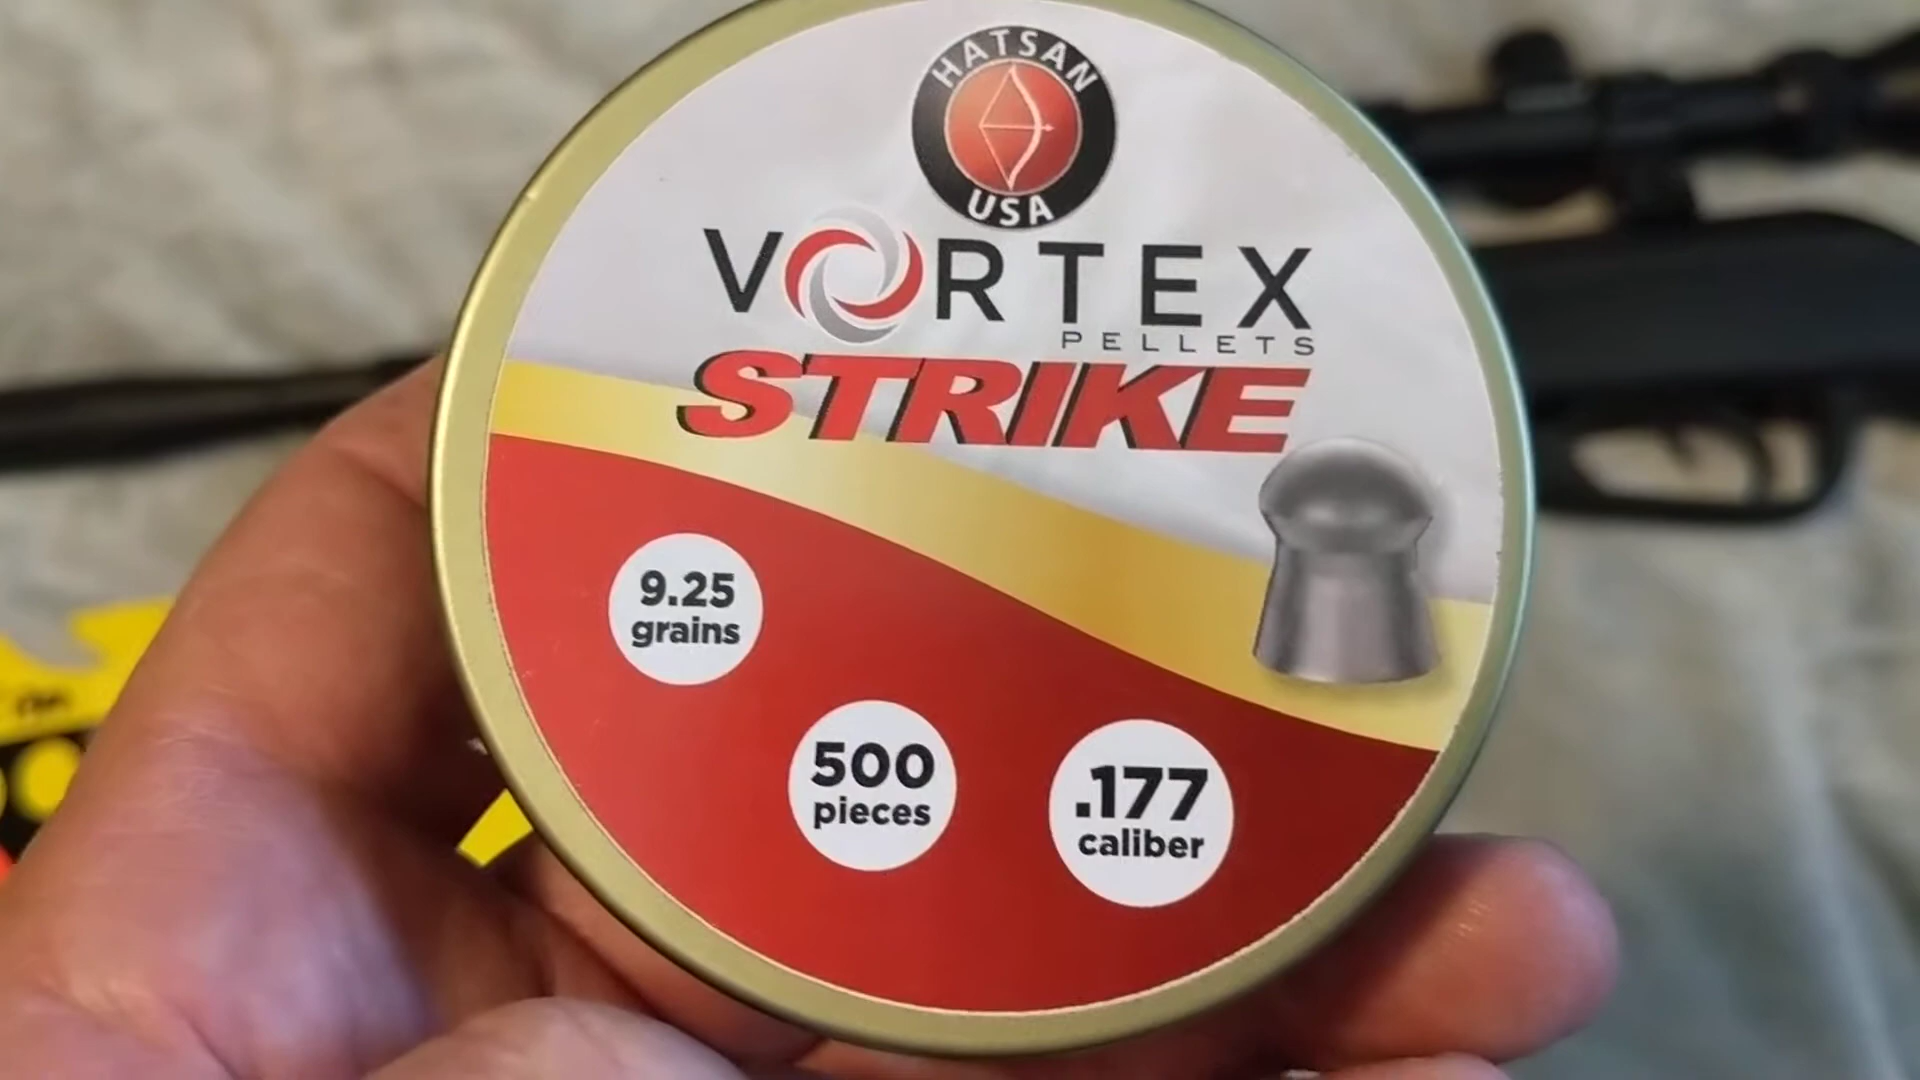 HATSAN
USA
VORTEX
PELLETS
STRIKE
9.25
grains
500
pieces
.177
caliber